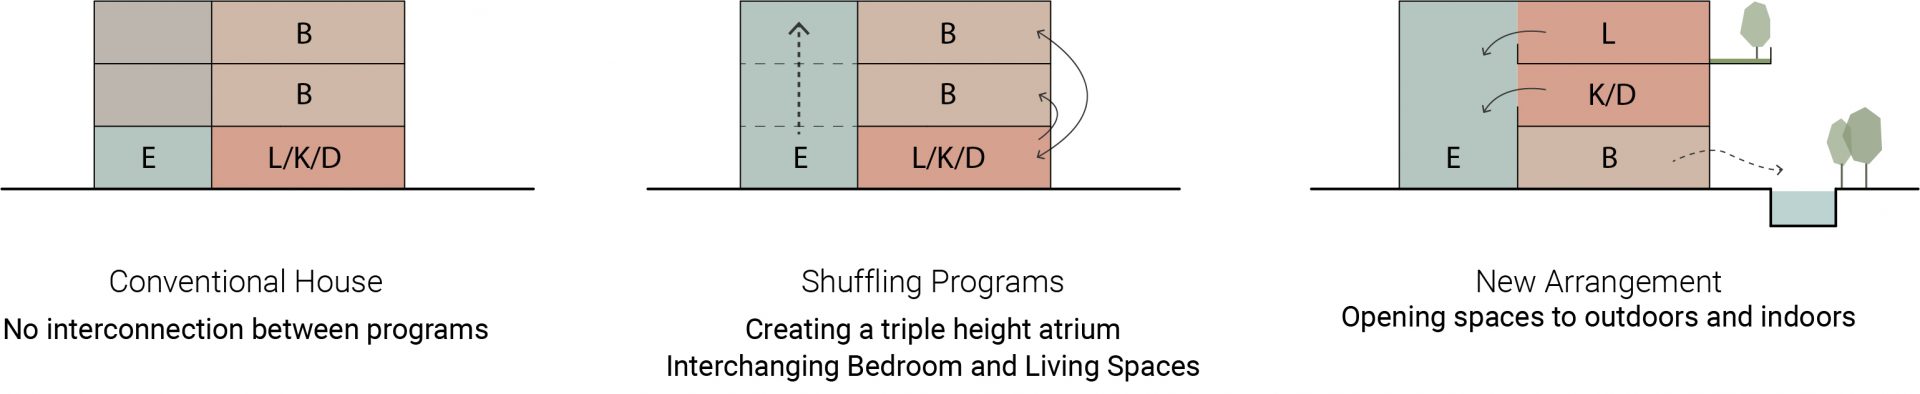 B
B
E L/K/D
Conventional House
No interconnection between programs
B
B
E L/K/D
Shuffling Programs
Creating a triple height atrium
Interchanging Bedroom and Living Spaces
L
K/D
E B
New Arrangement
Opening spaces to outdoors and indoors